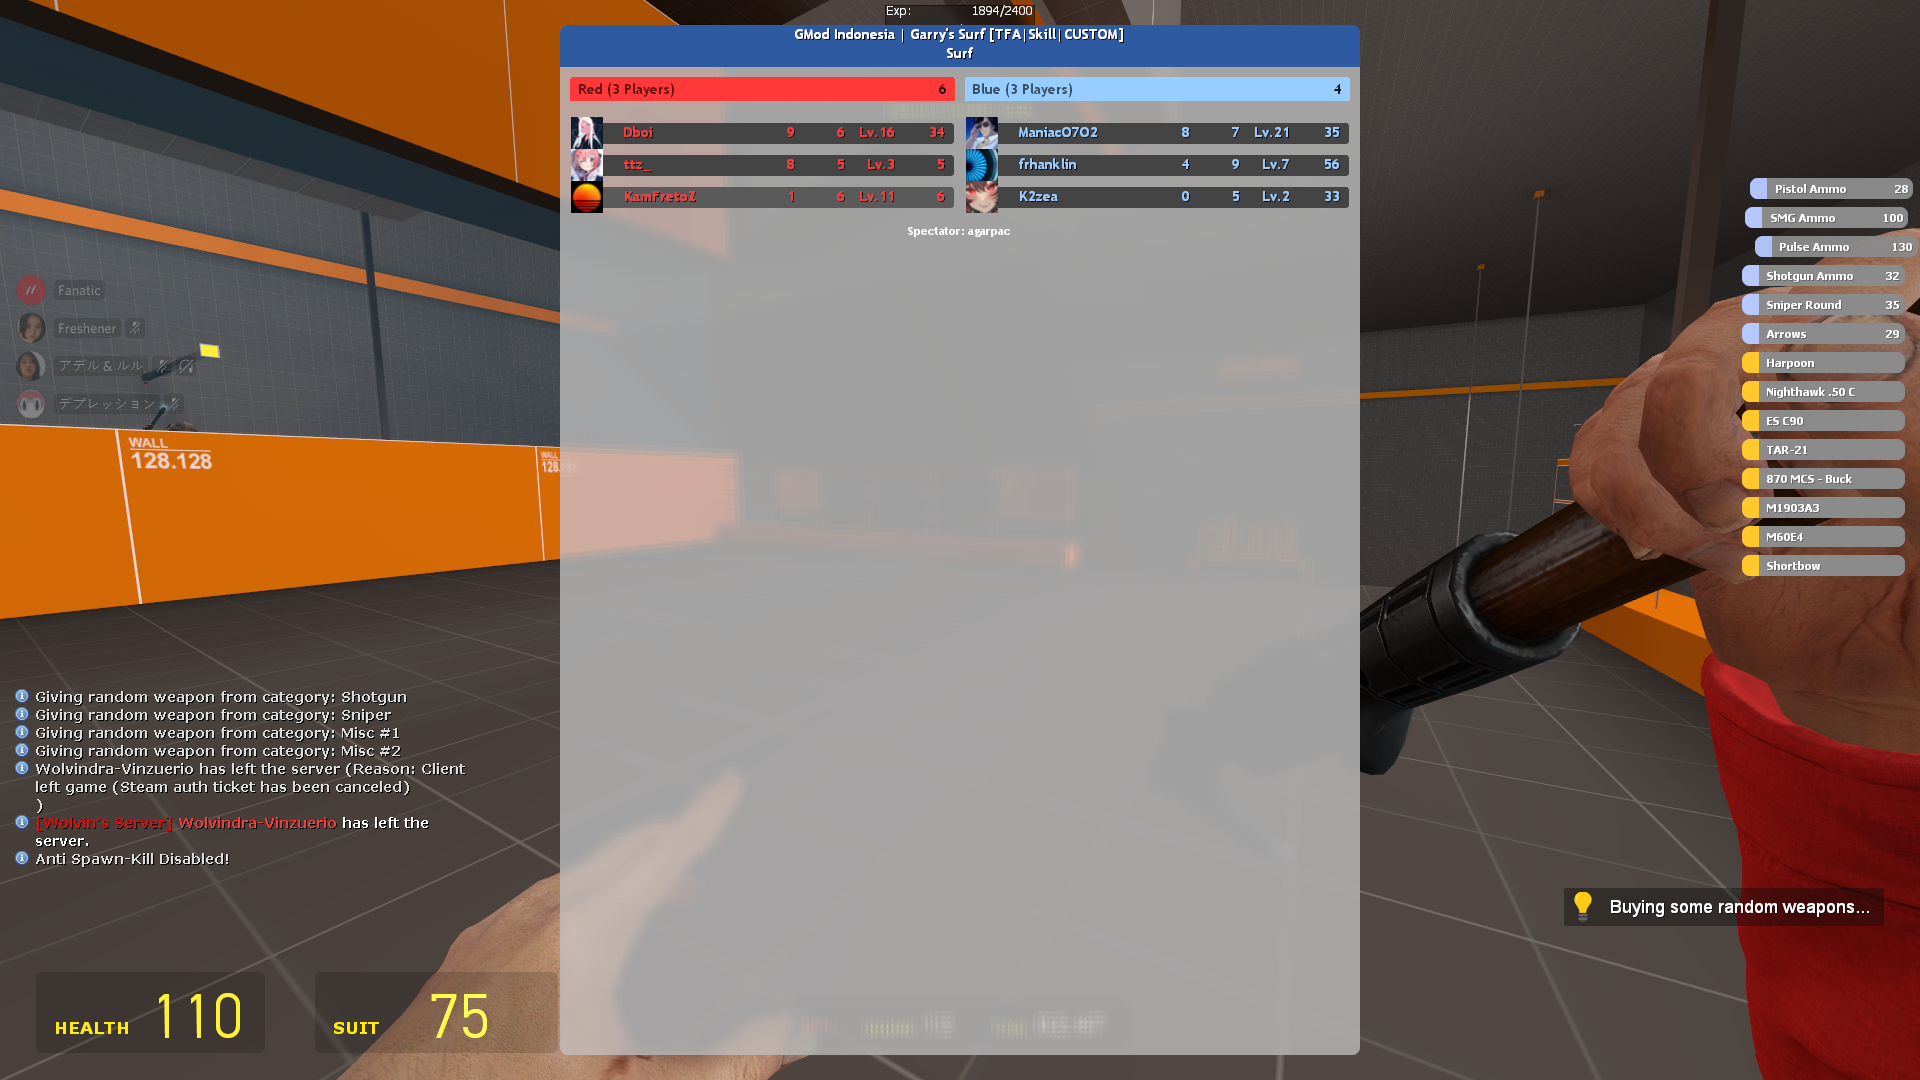 Exp: 1894/2400
GMod Indonesia | Garry's Surf [TFA|Skill|CUSTOM]
Surf
Red (3 Players) 6
Dboi 9 6 Lv.16 34
ttz_ 8 5 Lv.3 5
KamFretoZ 1 6 Lv.11 6
Blue (3 Players) 4
Maniac0702 8 7 Lv.21 35
frhanklin 4 9 Lv.7 56
K2zea 0 5 Lv.2 33
Spectator: agarpac
Fanatic
Freshener
アデル & ルル
デプレッション
WALL
128.128
WALL
128.
Pistol Ammo 28
SMG Ammo 100
Pulse Ammo 130
Shotgun Ammo 32
Sniper Round 35
Arrows 29
Harpoon
Nighthawk .50 C
ES C90
TAR-21
870 MCS - Buck
M1903A3
M60E4
Shortbow
Giving random weapon from category: Shotgun
Giving random weapon from category: Sniper
Giving random weapon from category: Misc #1
Giving random weapon from category: Misc #2
Wolvindra-Vinzuerio has left the server (Reason: Client
left game (Steam auth ticket has been canceled)
)
[Wolvin's Server] Wolvindra-Vinzuerio has left the
server.
Anti Spawn-Kill Disabled!
Buying some random weapons...
HEALTH 110
SUIT 75